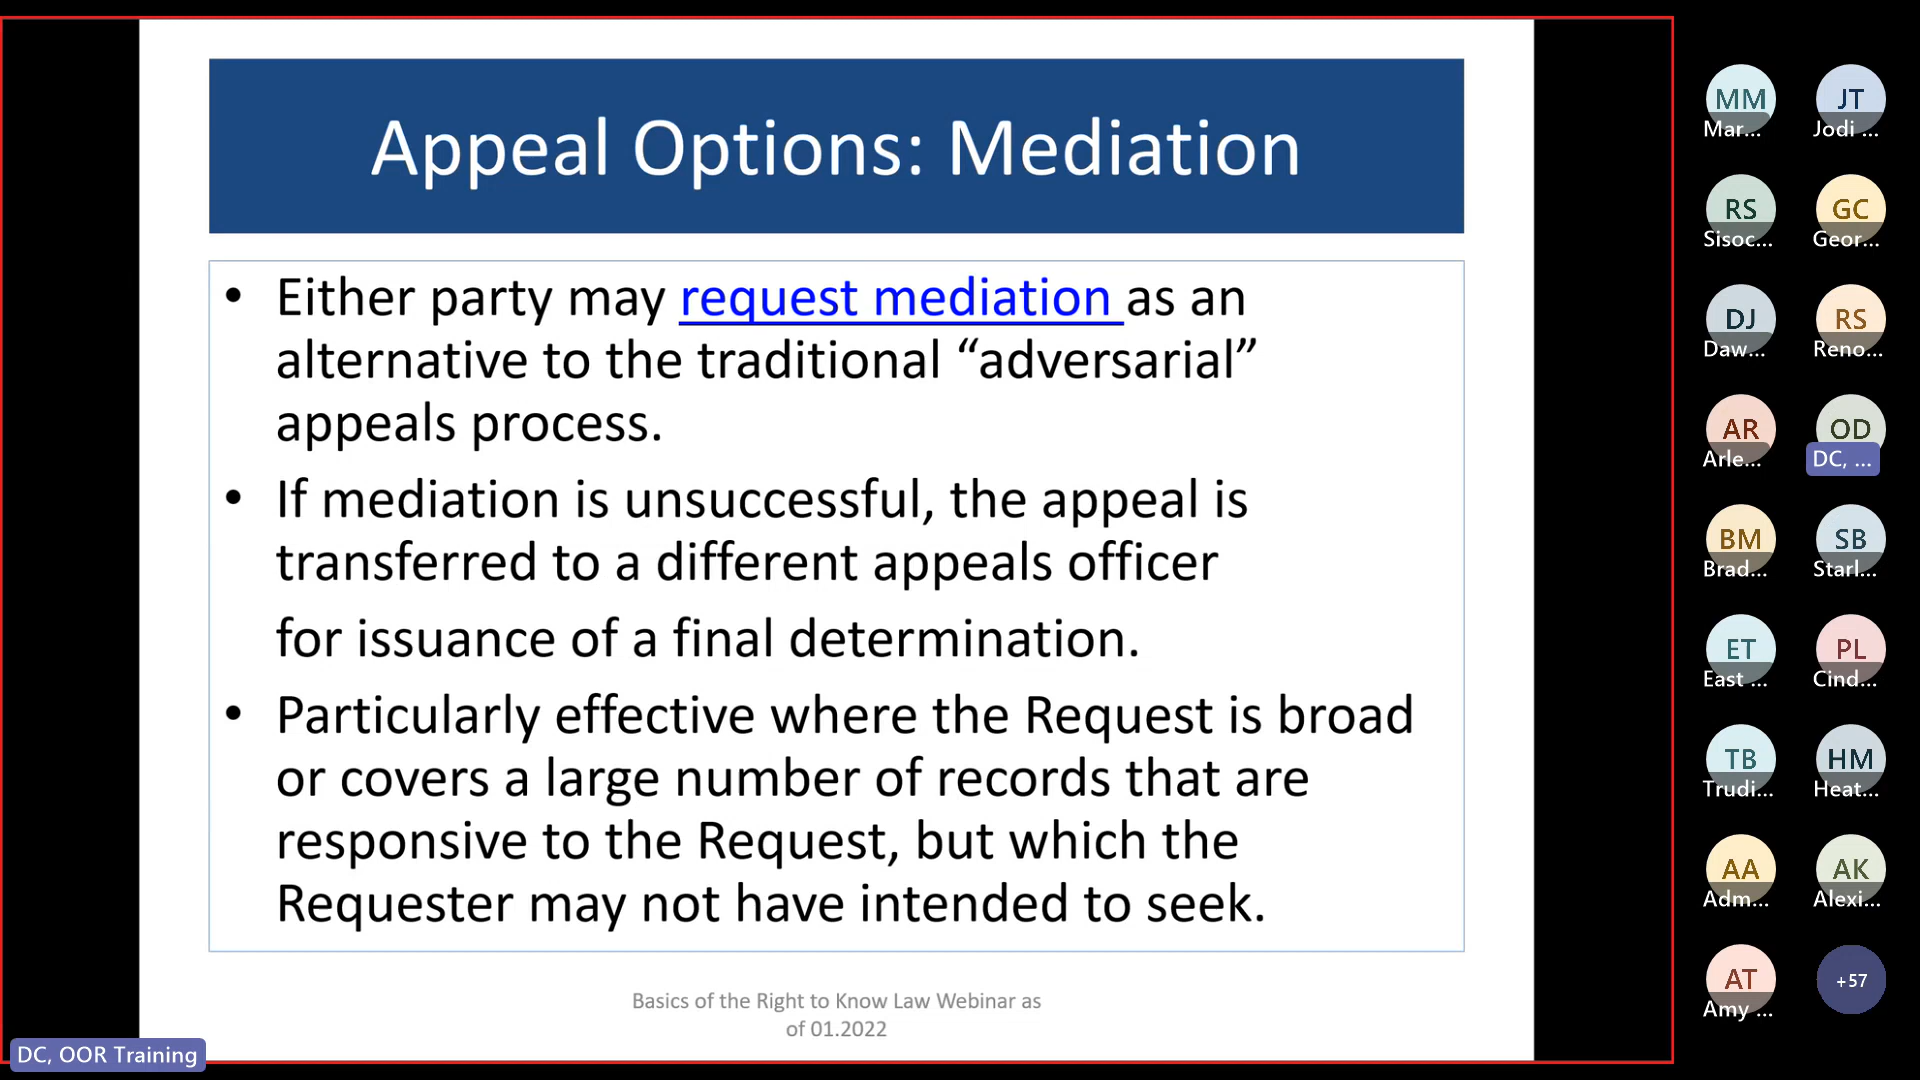 Appeal Options: Mediation
• Either party may request mediation as an
alternative to the traditional “adversarial”
appeals process.
• If mediation is unsuccessful, the appeal is
transferred to a different appeals officer
for issuance of a final determination.
• Particularly effective where the Request is broad
or covers a large number of records that are
responsive to the Request, but which the
Requester may not have intended to seek.
Basics of the Right to Know Law Webinar as
of 01.2022
DC, OOR Training
MM
Mar...
JT
Jodi ...
RS
Sisoc...
GC
Geor...
DJ
Daw...
RS
Reno...
AR
Arle...
OD
DC, ...
BM
Brad...
SB
Starl...
ET
East ...
PL
Cind...
TB
Trudi...
HM
Heat...
AA
Adm...
AK
Alexi...
AT
Amy ...
+57